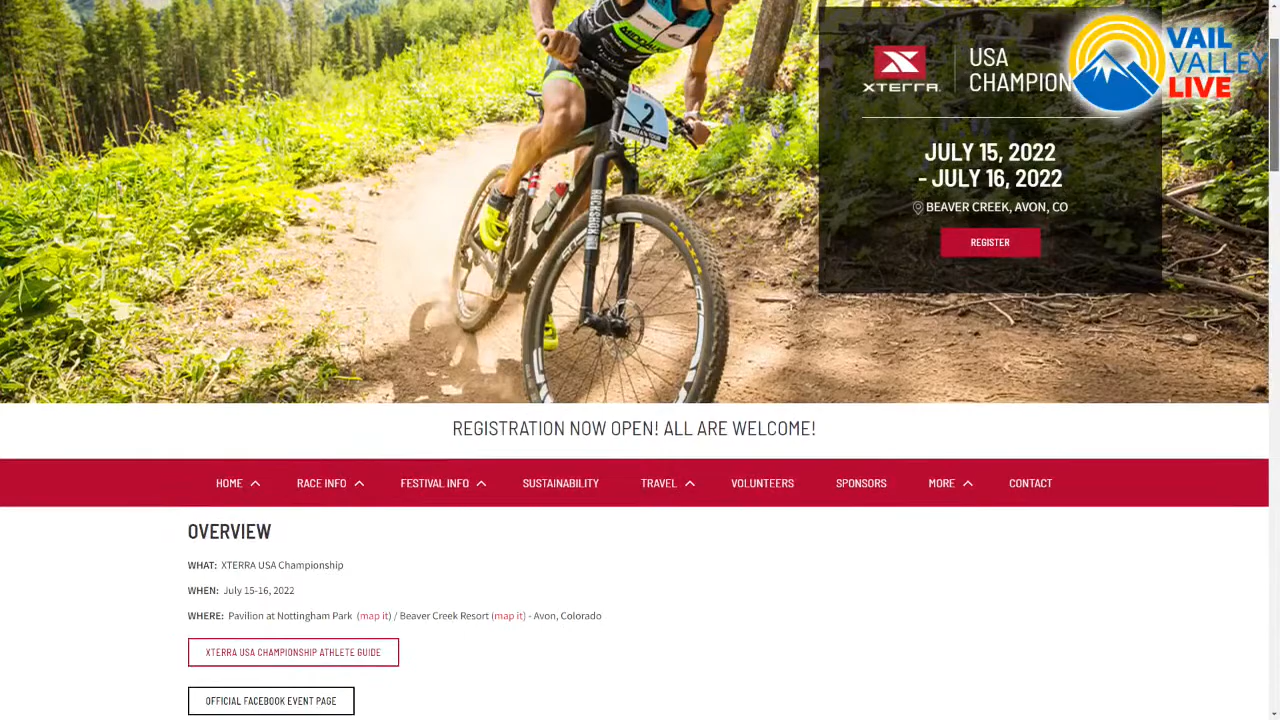 VAIL
VALLEY
LIVE
XTERRA
USA
CHAMPION
JULY 15, 2022
- JULY 16, 2022
BEAVER CREEK, AVON, CO
REGISTER
2
ROCKSHOX
REGISTRATION NOW OPEN! ALL ARE WELCOME!
HOME RACE INFO FESTIVAL INFO SUSTAINABILITY TRAVEL VOLUNTEERS SPONSORS MORE CONTACT
OVERVIEW
WHAT: XTERRA USA Championship
WHEN: July 15-16, 2022
WHERE: Pavilion at Nottingham Park (map it) / Beaver Creek Resort (map it) - Avon, Colorado
XTERRA USA CHAMPIONSHIP ATHLETE GUIDE
OFFICIAL FACEBOOK EVENT PAGE